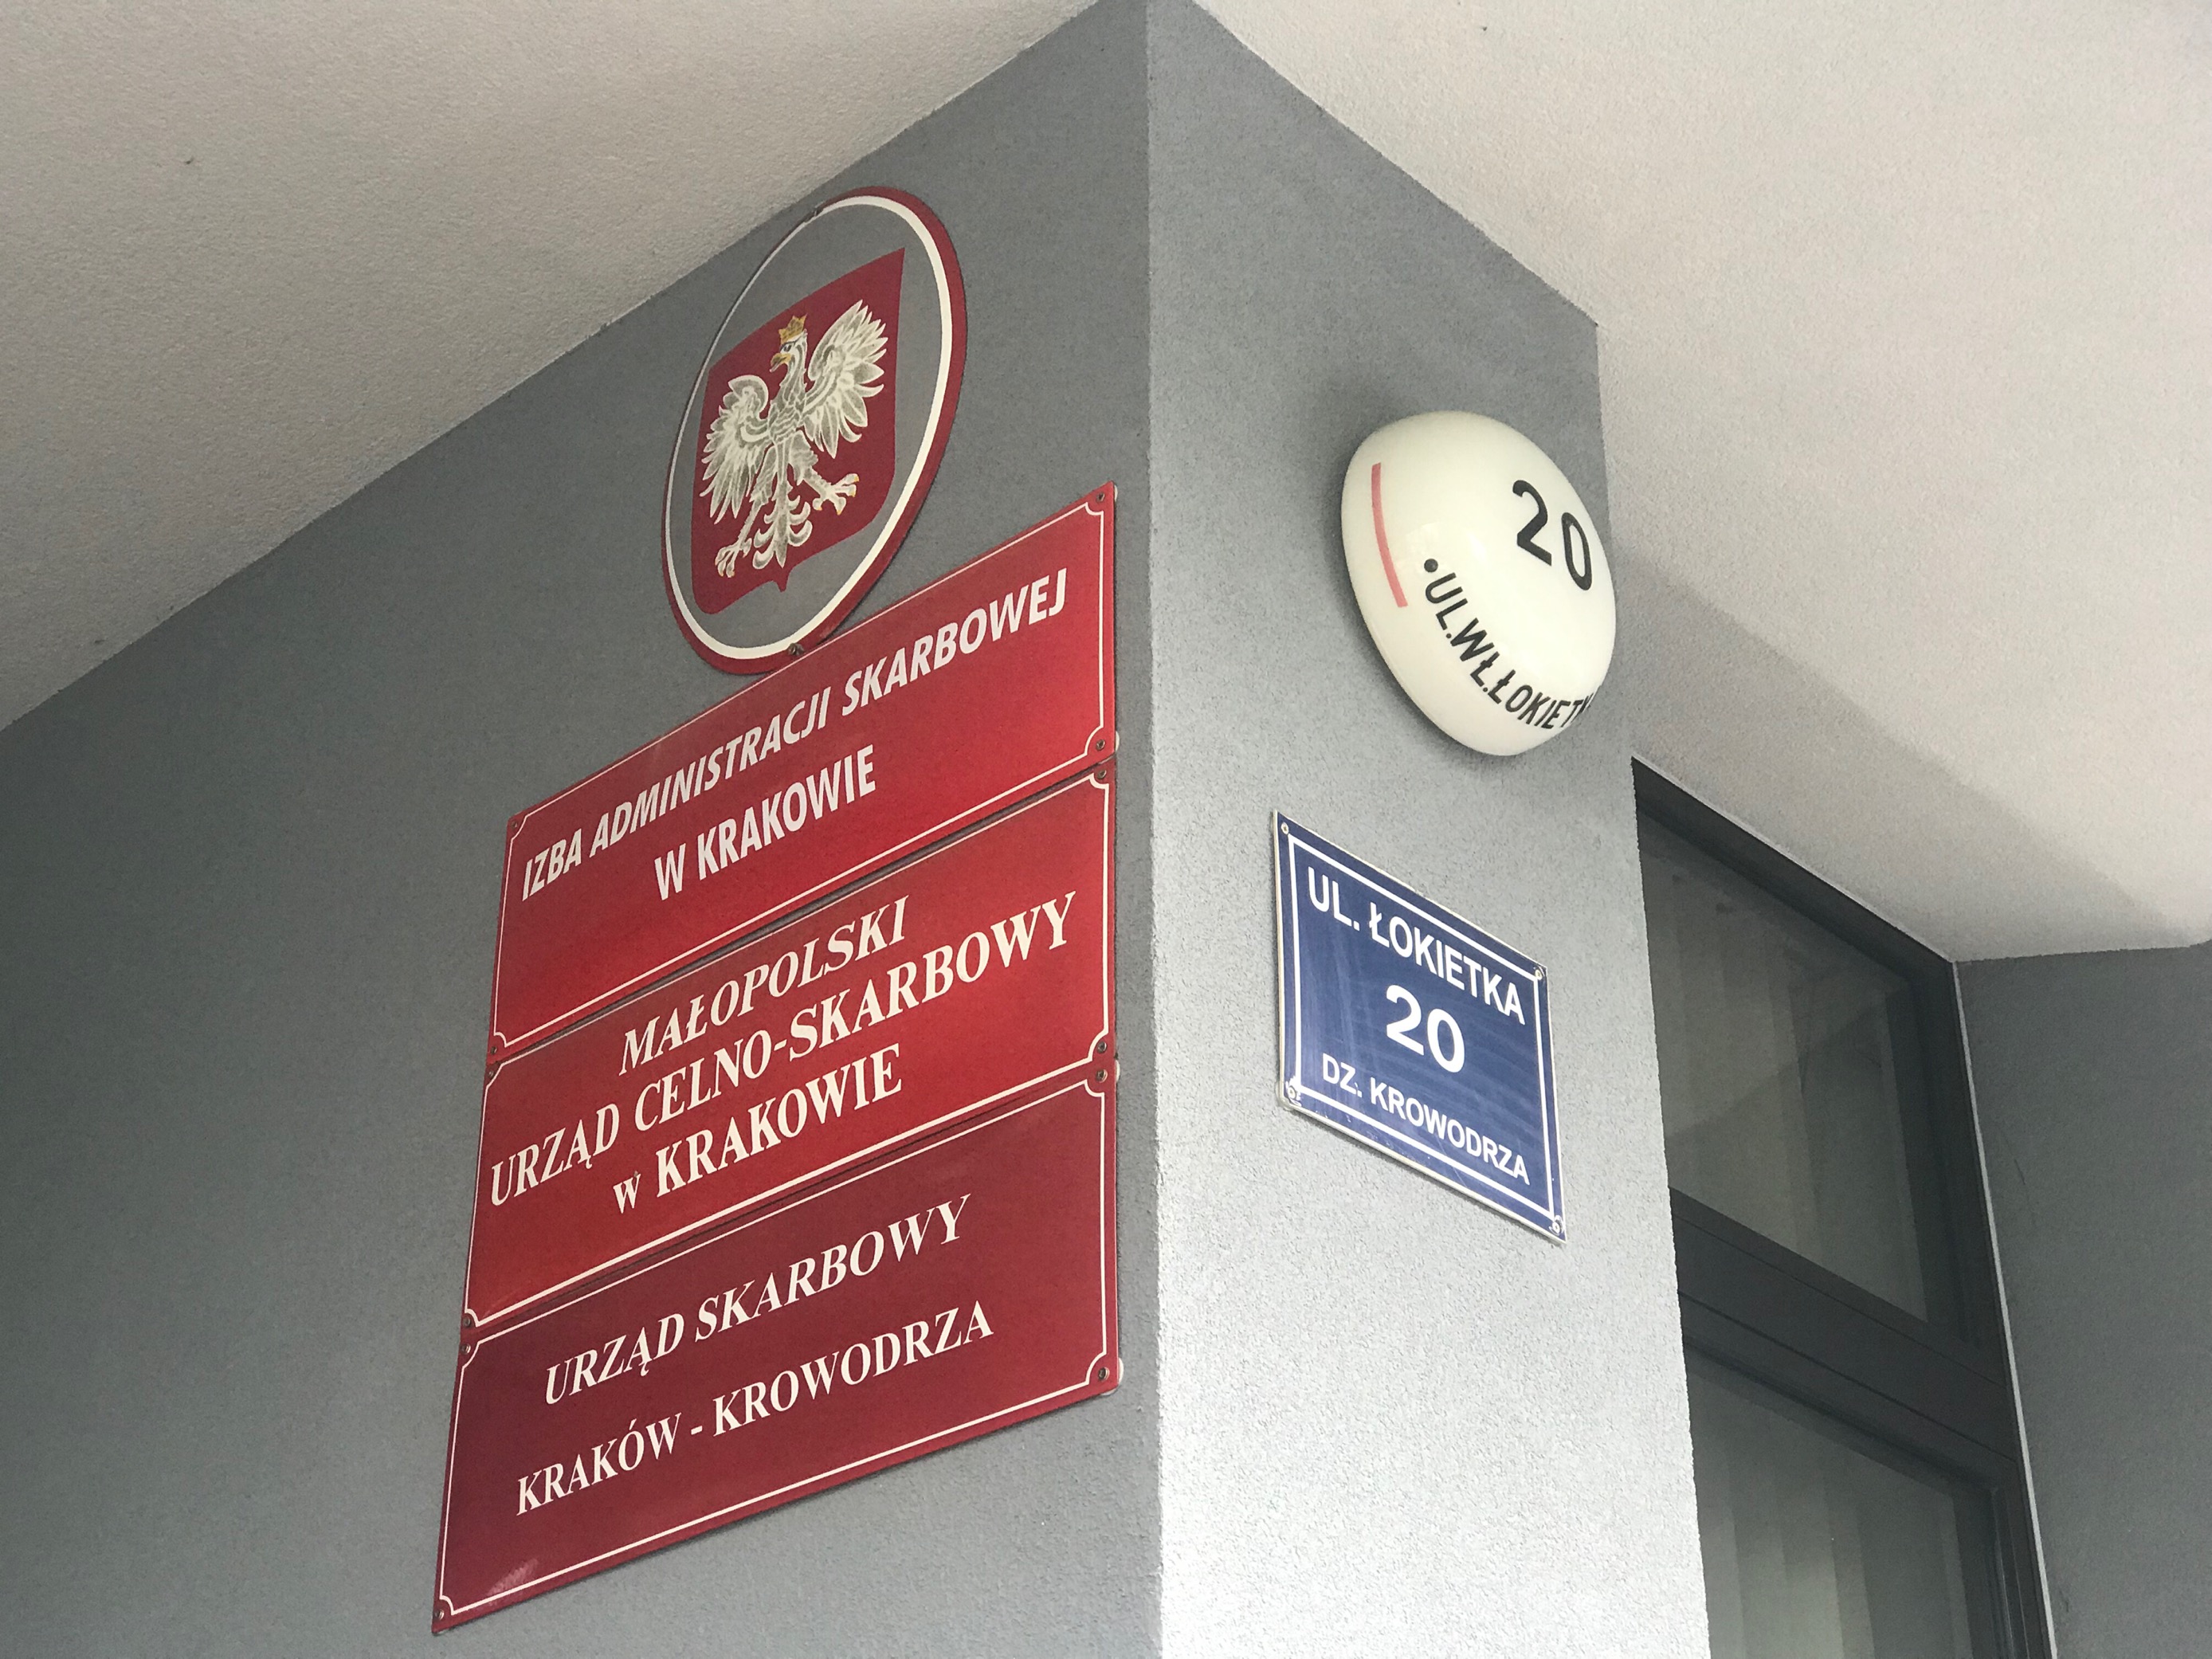 IZBA ADMINISTRACJI SKARBOWEJ
W KRAKOWIE
MAŁOPOLSKI
URZĄD CELNO-SKARBOWY
w KRAKOWIE
URZĄD SKARBOWY
KRAKÓW - KROWODRZA
20
•UL.WŁ.
UL. ŁOKIETKA
20
DZ. KROWODRZA